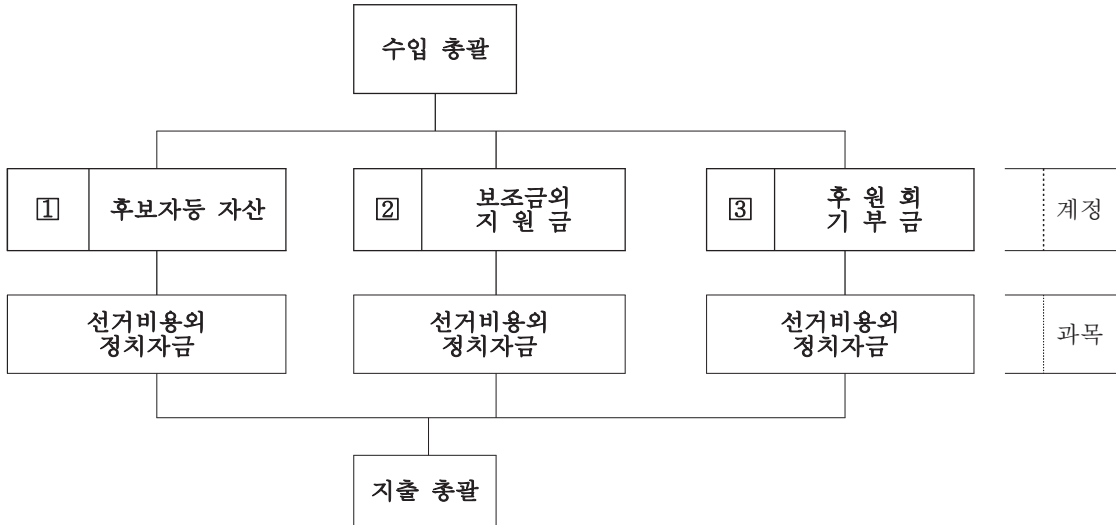 수입 총괄
1 후보자등 자산
2 보조금외
지 원 금
3 후 원 회
기 부 금
계정
선거비용외
정치자금
선거비용외
정치자금
선거비용외
정치자금
과목
지출 총괄